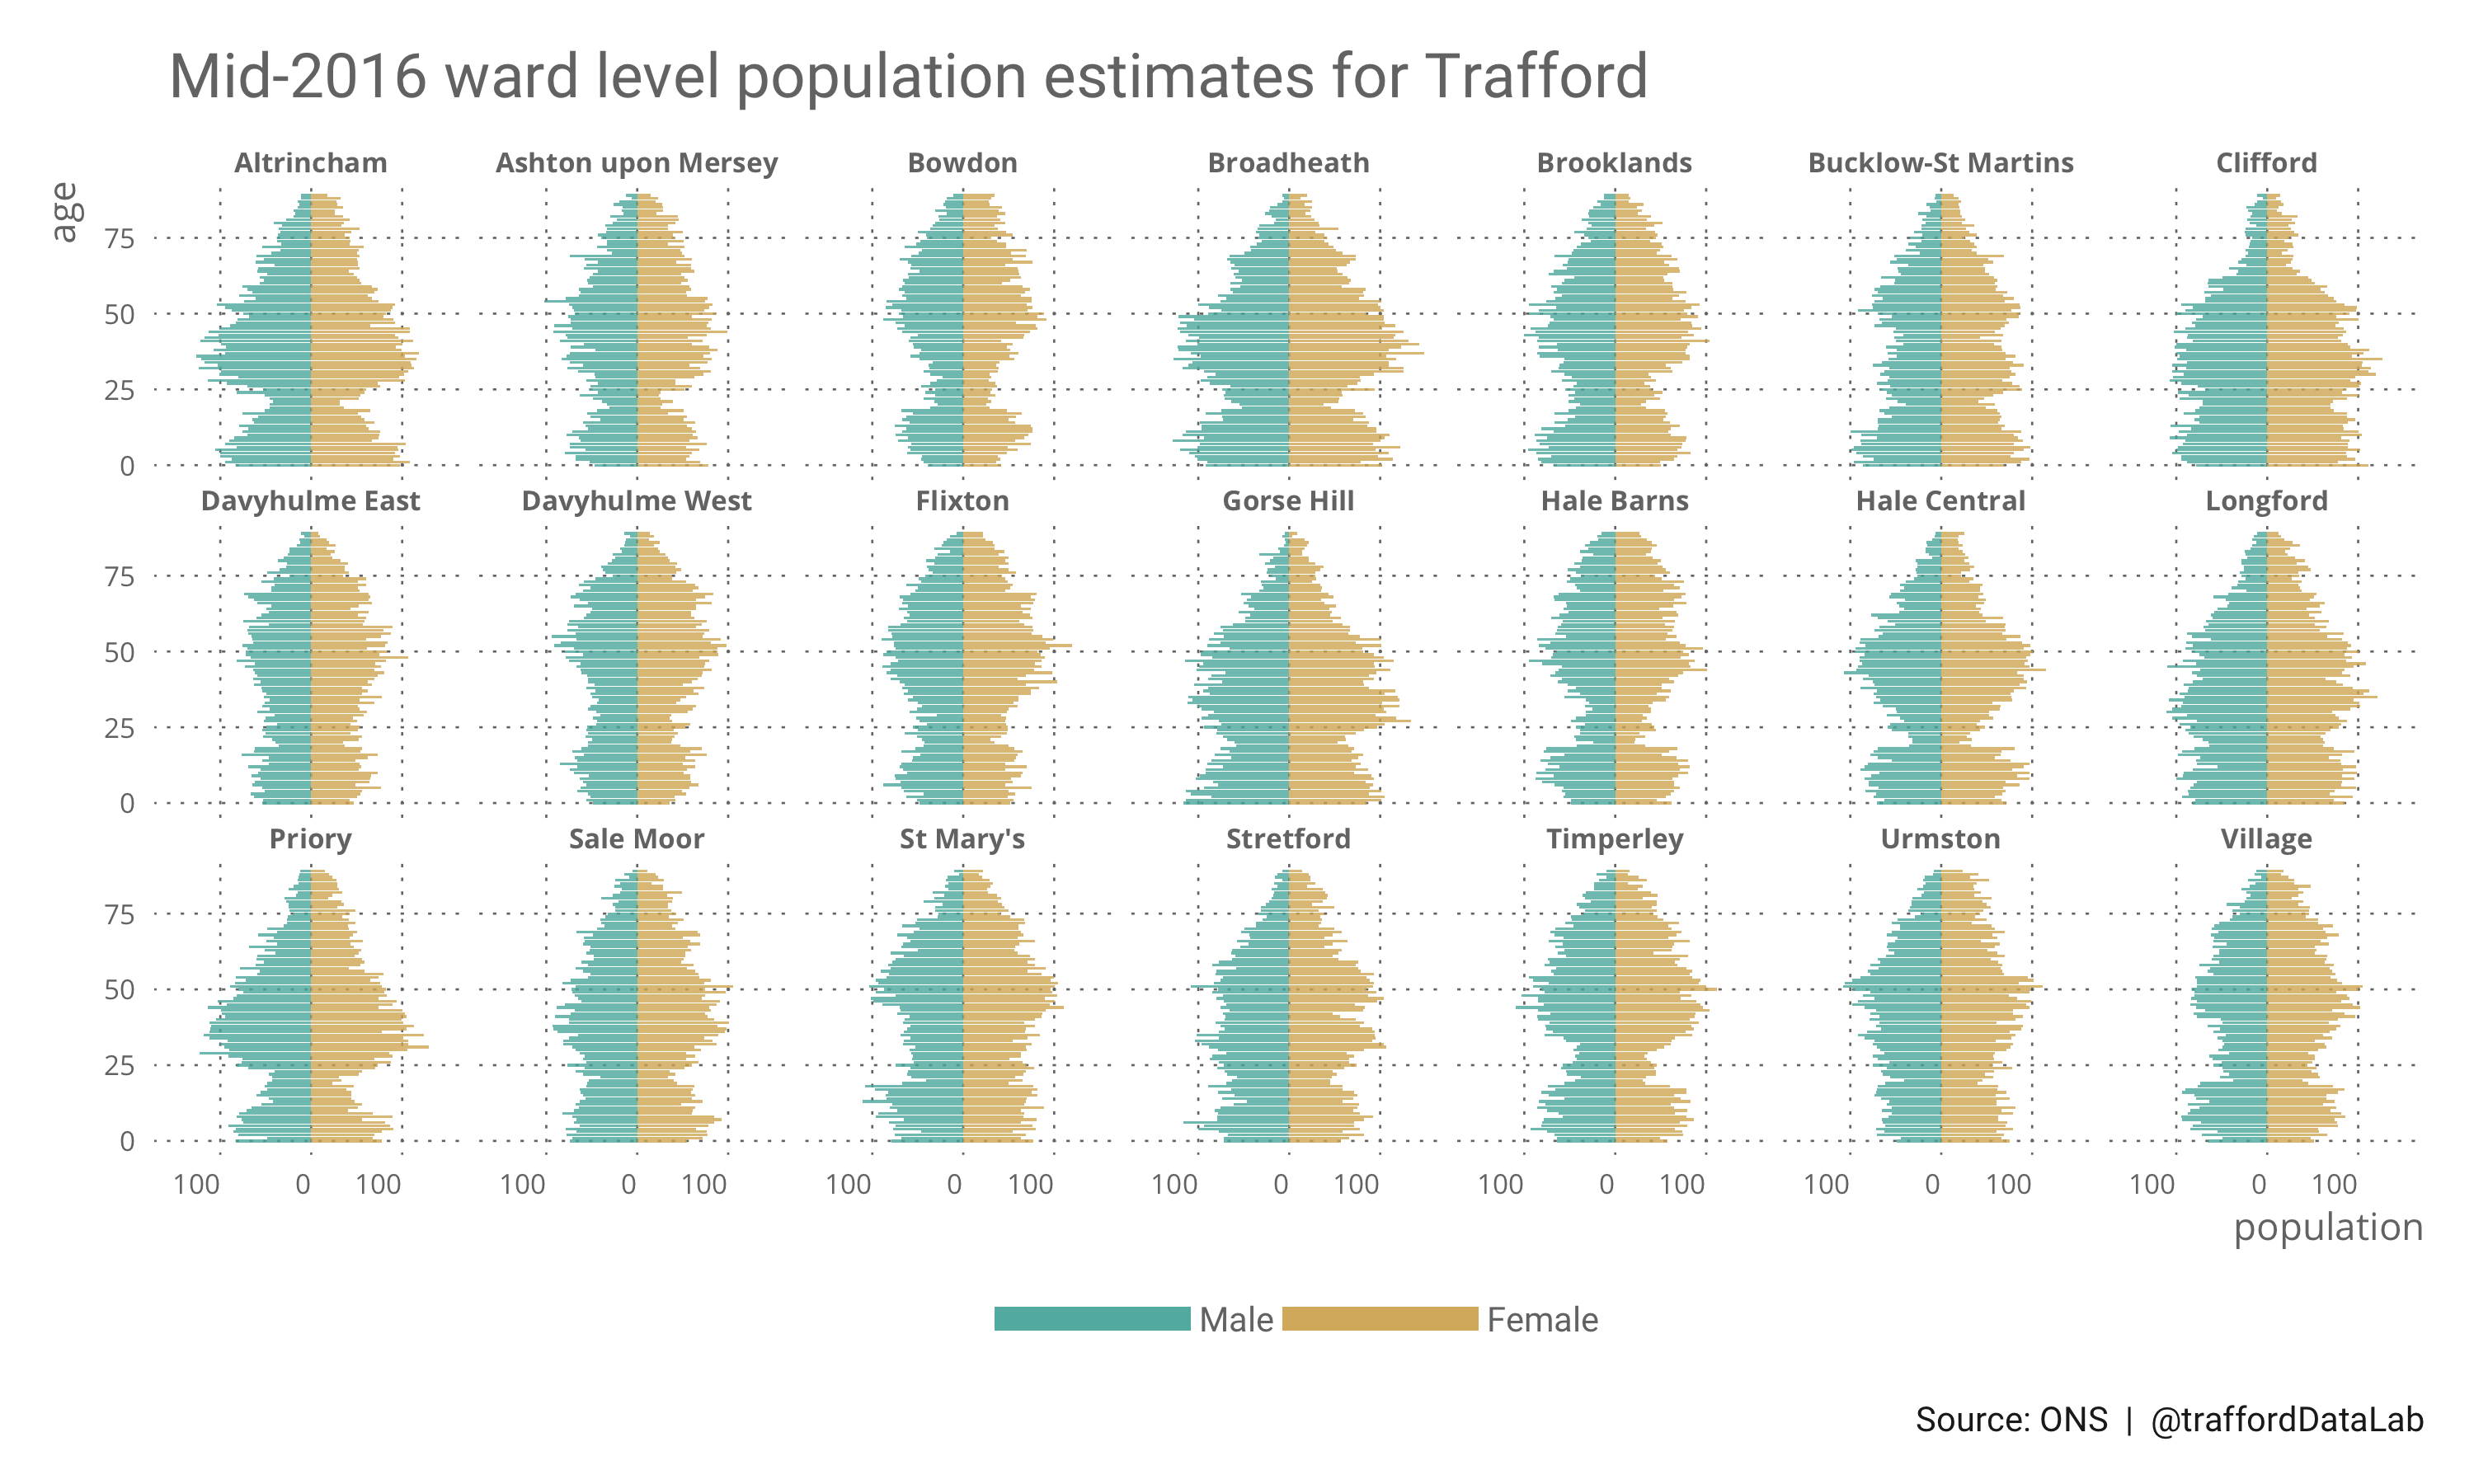 Mid-2016 ward level population estimates for Trafford
Altrincham Ashton upon Mersey Bowdon Broadheath Brooklands Bucklow-St Martins Clifford
age
75
50
25
0
Davyhulme East Davyhulme West Flixton Gorse Hill Hale Barns Hale Central Longford
75
50
25
0
Priory Sale Moor St Mary's Stretford Timperley Urmston Village
75
50
25
0
100 0 100 100 0 100 100 0 100 100 0 100 100 0 100 100 0 100 100 0 100
population
Male Female
Source: ONS | @traffordDataLab